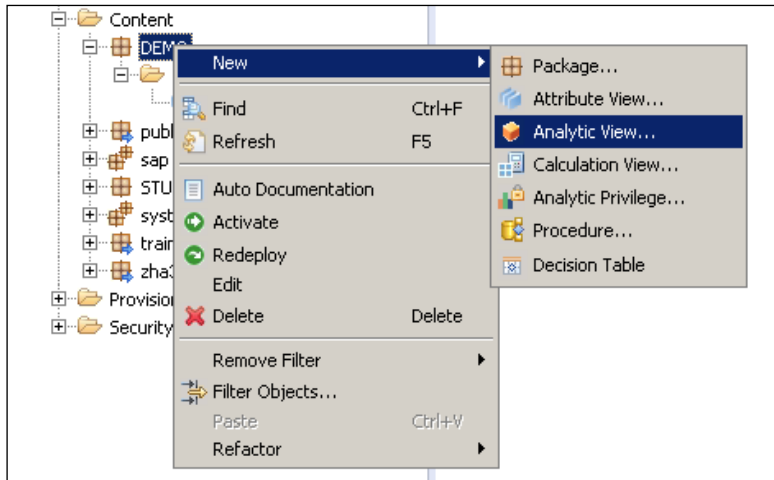 Content
DEMO
New
Package...
Attribute View...
Analytic View...
Calculation View...
Analytic Privilege...
Procedure...
Decision Table
Find Ctrl+F
Refresh F5
Auto Documentation
Activate
Redeploy
Edit
Delete Delete
Remove Filter
Filter Objects...
Paste Ctrl+V
Refactor
publ
sap
STU
syst
train
zha3
Provision
Security